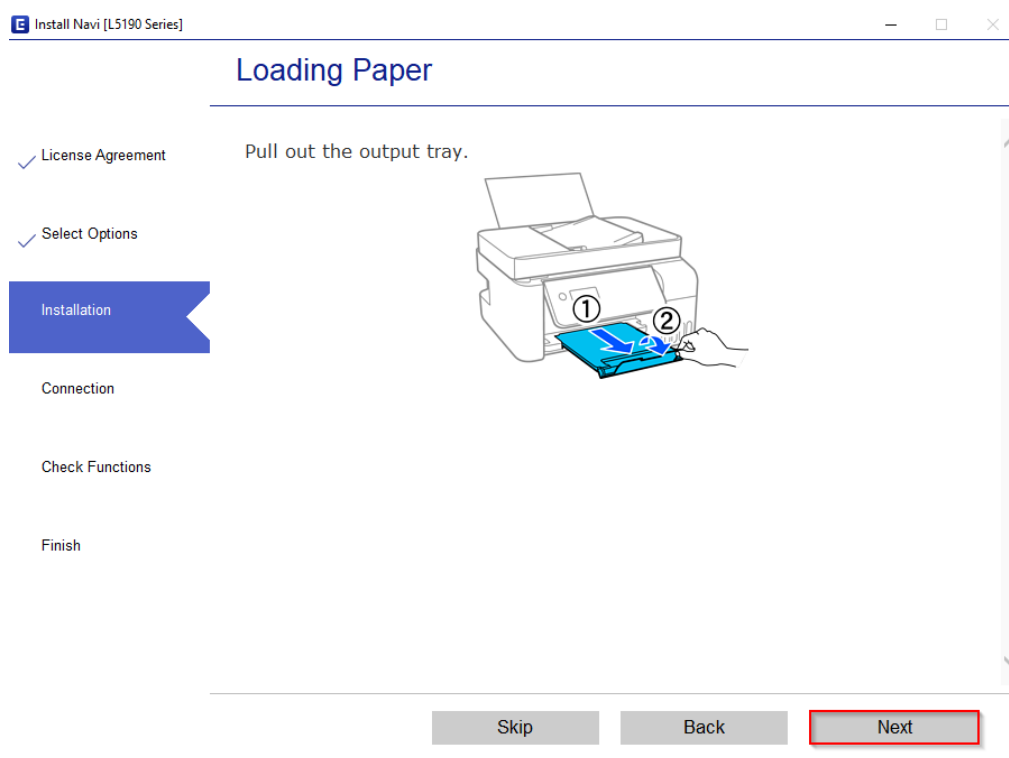 E Install Navi [L5190 Series]
Loading Paper
License Agreement
Select Options
Installation
Connection
Check Functions
Finish
Pull out the output tray.
①
②
Skip Back Next